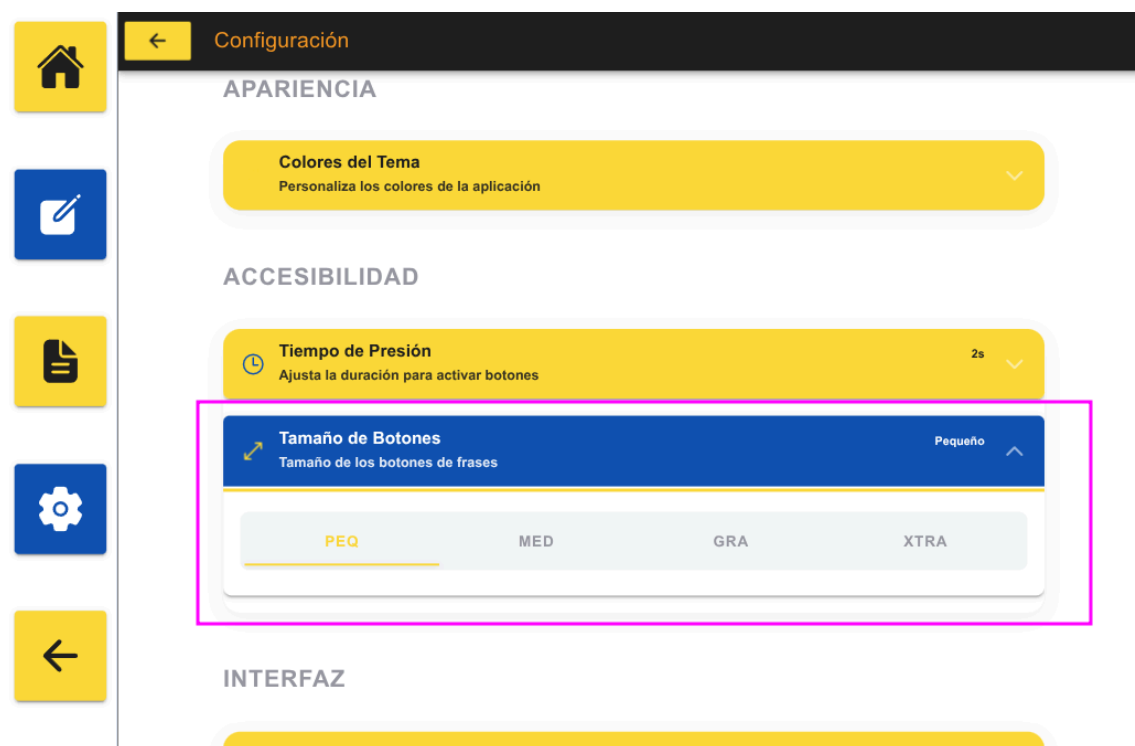 Configuración
APARIENCIA
Colores del Tema
Personaliza los colores de la aplicación
ACCESIBILIDAD
Tiempo de Presión
2s
Ajusta la duración para activar botones
Tamaño de Botones
Pequeño
Tamaño de los botones de frases
PEQ MED GRA XTRA
INTERFAZ